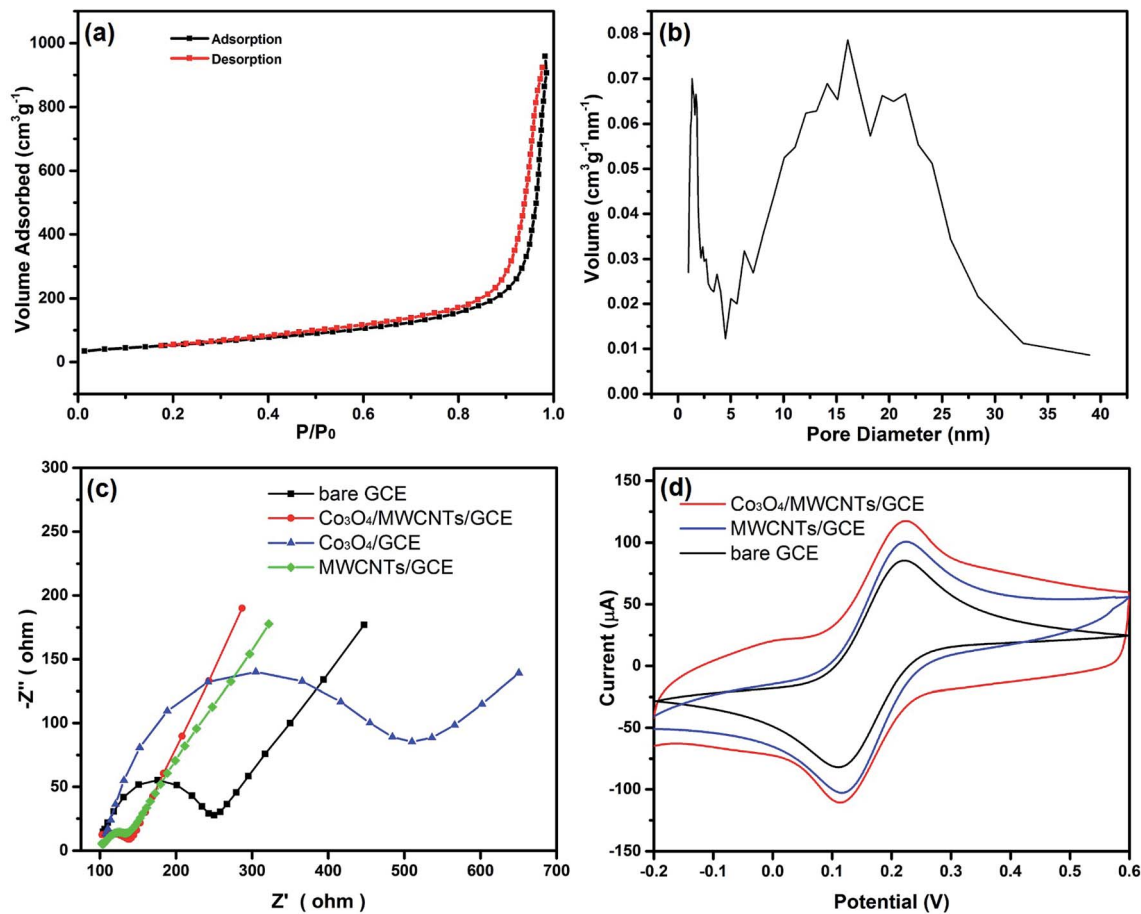 (a)
Adsorption
Desorption
Volume Adsorbed (cm³g⁻¹)
1000
800
600
400
200
0
0.0 0.2 0.4 0.6 0.8 1.0
P/P₀
(b)
Volume (cm³g⁻¹nm⁻¹)
0.08
0.07
0.06
0.05
0.04
0.03
0.02
0.01
0.00
0 5 10 15 20 25 30 35 40
Pore Diameter (nm)
(c)
bare GCE
Co₃O₄/MWCNTs/GCE
Co₃O₄/GCE
MWCNTs/GCE
-Z'' ( ohm )
300
250
200
150
100
50
0
100 200 300 400 500 600 700
Z' ( ohm )
(d)
Co₃O₄/MWCNTs/GCE
MWCNTs/GCE
bare GCE
Current (μA)
150
100
50
0
-50
-100
-150
-0.2 -0.1 0.0 0.1 0.2 0.3 0.4 0.5 0.6
Potential (V)